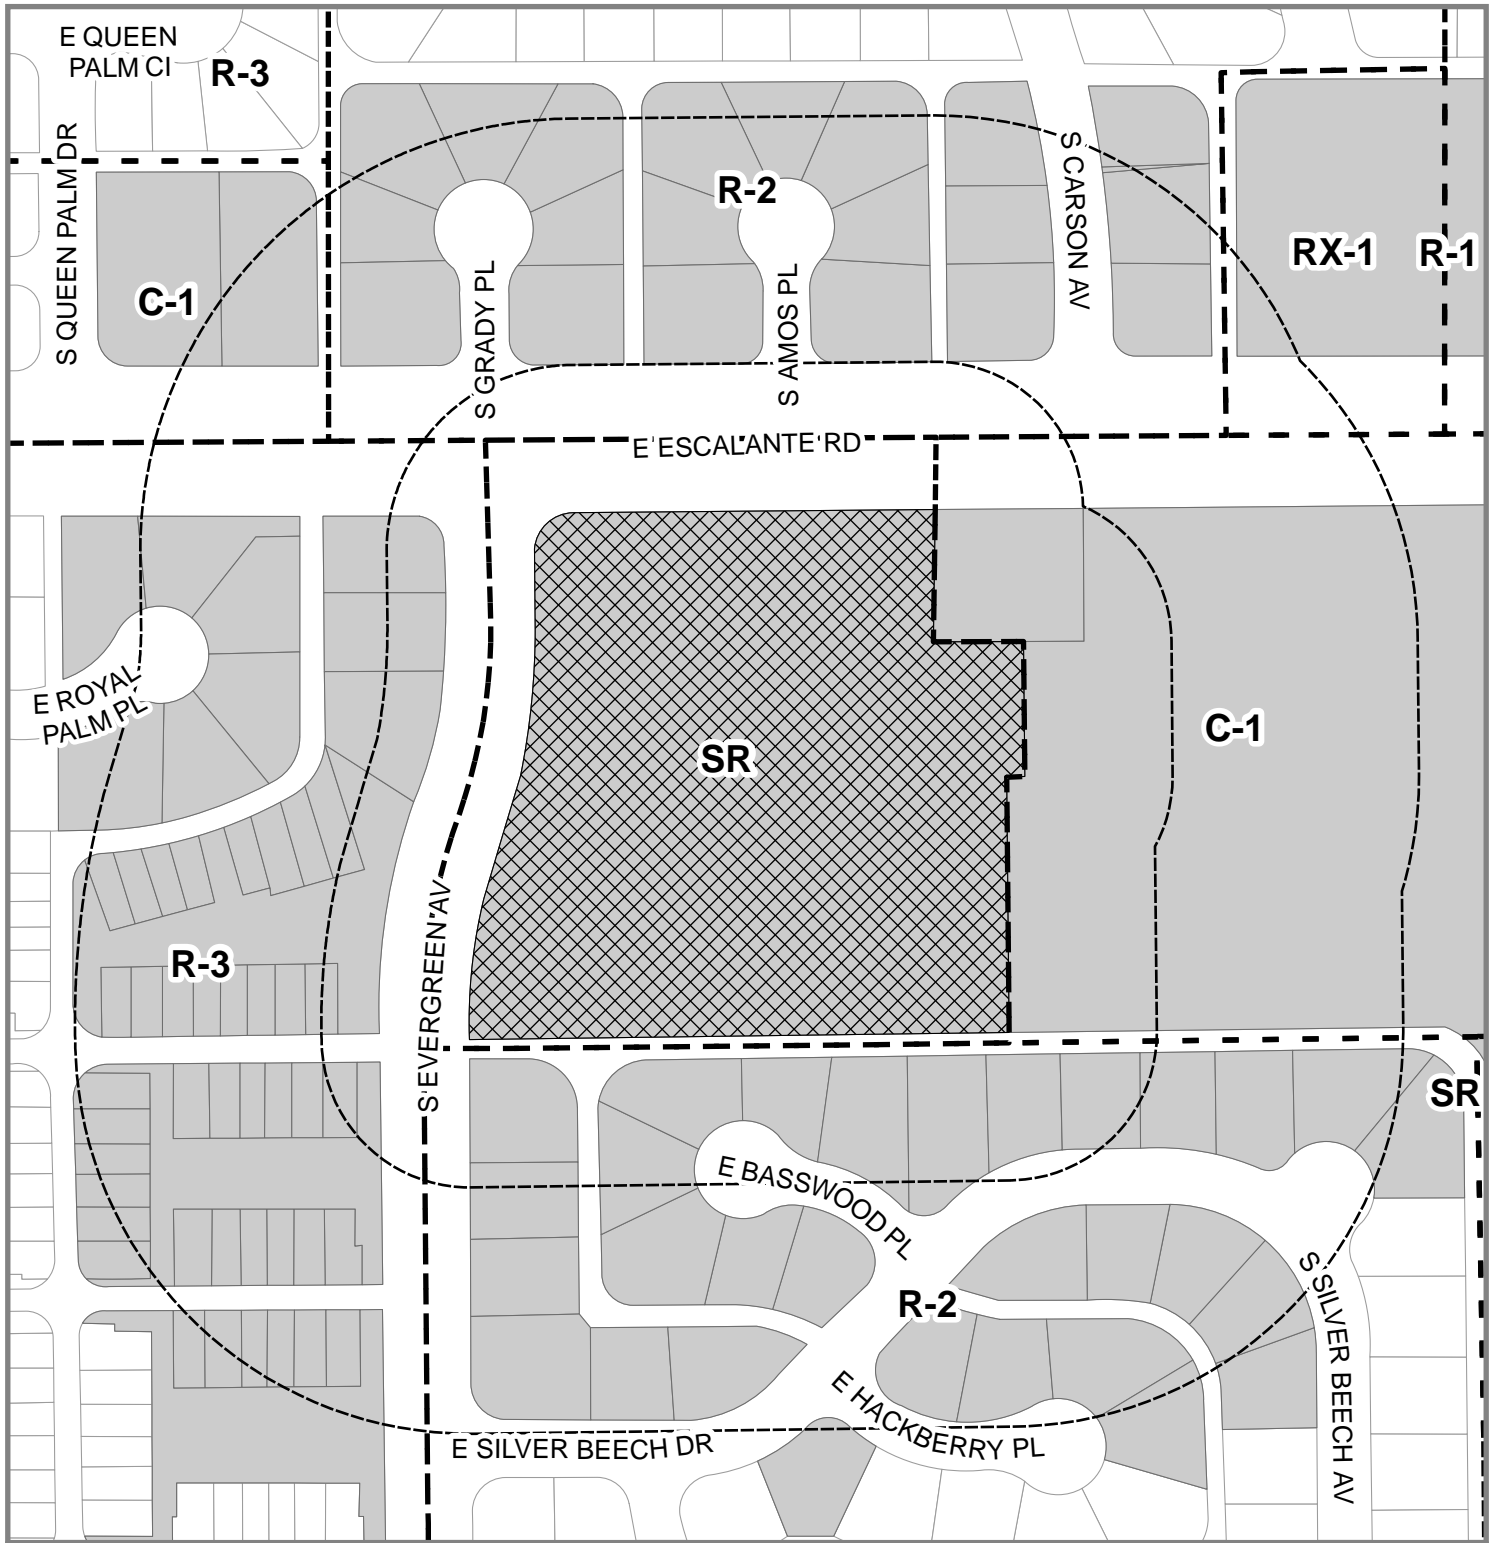 E QUEEN
PALM CI
R-3
S QUEEN PALM DR
C-1
R-2
S CARSON AV
RX-1
R-1
S GRADY PL
S AMOS PL
E ESCALANTE RD
E ROYAL
PALM PL
SR
C-1
R-3
S EVERGREEN AV
SR
E BASSWOOD PL
R-2
S SILVER BEECH AV
E HACKBERRY PL
E SILVER BEECH DR